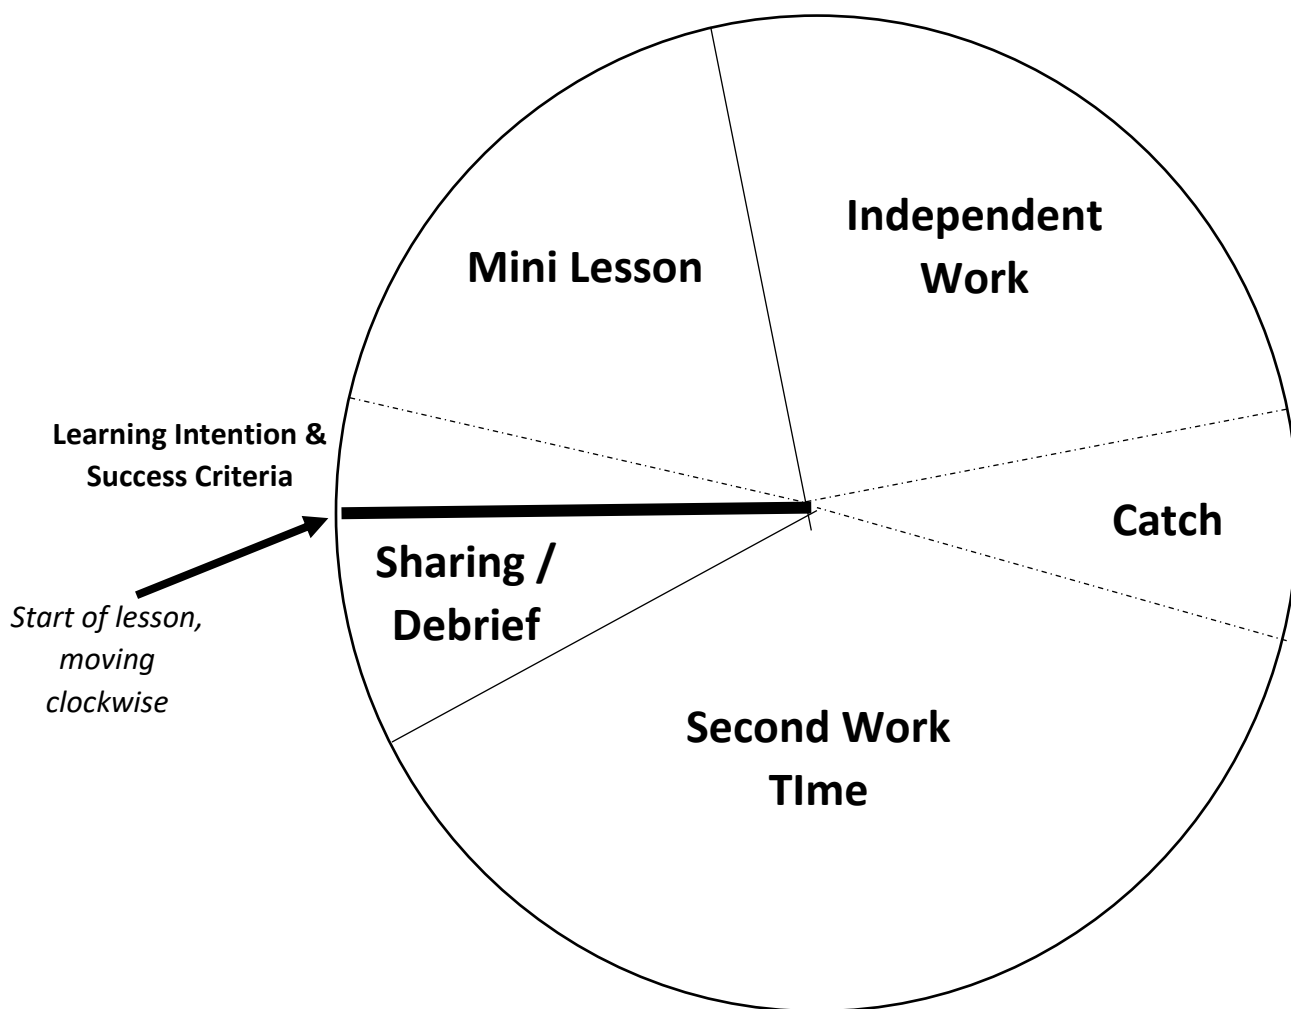 Independent
Work
Mini Lesson
Learning Intention &
Success Criteria
Catch
Sharing /
Debrief
Start of lesson,
moving
clockwise
Second Work
TIme